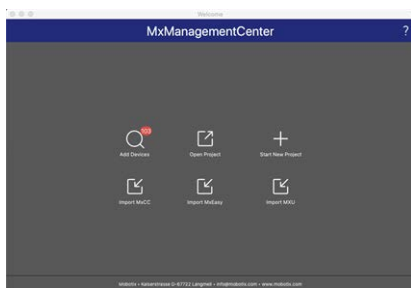 Welcome
MxManagementCenter ?
103
Add Devices Open Project Start New Project
Import MxCC Import MxEasy Import MXU
Mobotix • Kaiserstrasse D-67722 Langmeil • info@mobotix.com • www.mobotix.com